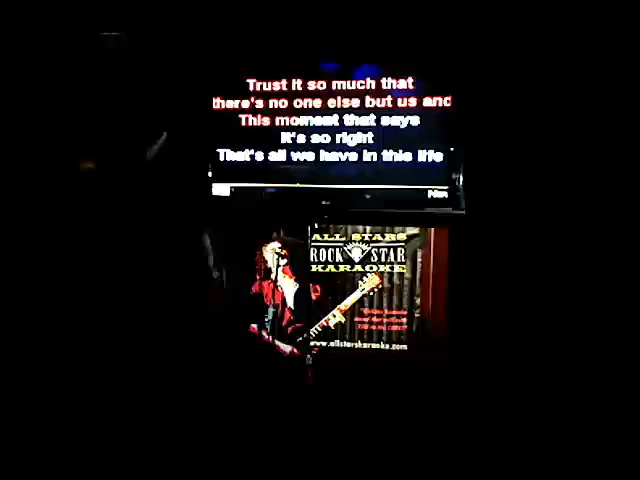 Trust it so much that
there's no one else but us and
This moment that says
It's so right
That's all we have in this life
ALL STARS
ROCK STAR
KARAOKE
www.allstarskaraoke.com